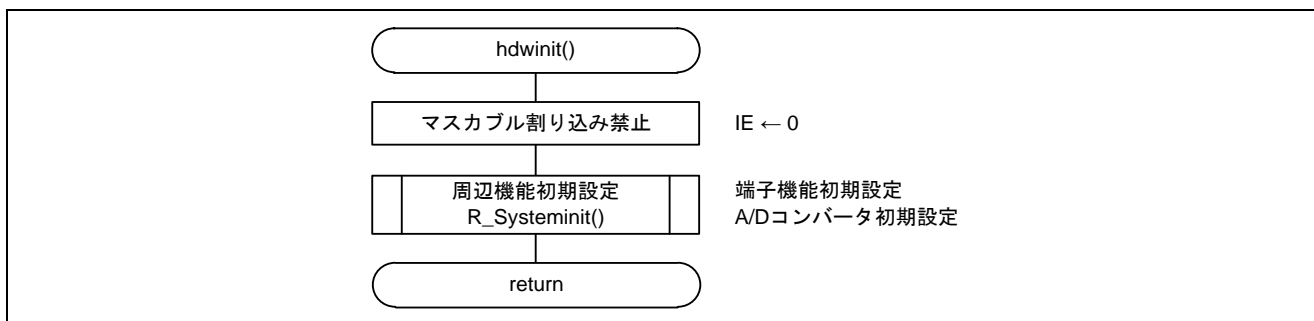 hdwinit()
マスカブル割り込み禁止
IE ← 0
周辺機能初期設定
R_Systeminit()
端子機能初期設定
A/Dコンバータ初期設定
return